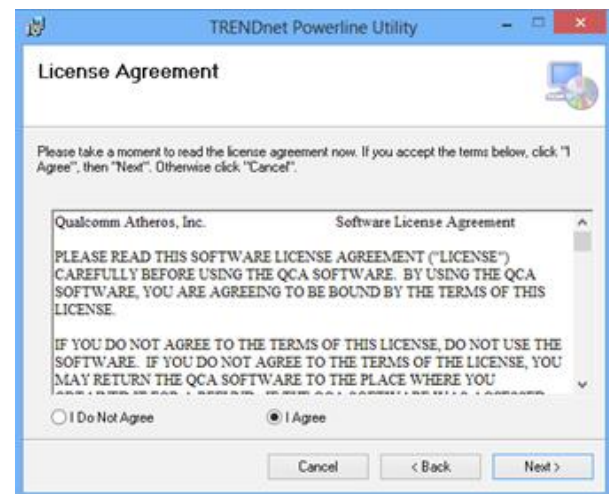 TRENDnet Powerline Utility
License Agreement
Please take a moment to read the license agreement now. If you accept the terms below, click "I
Agree", then "Next". Otherwise click "Cancel".
Qualcomm Atheros, Inc. Software License Agreement
PLEASE READ THIS SOFTWARE LICENSE AGREEMENT ("LICENSE")
CAREFULLY BEFORE USING THE QCA SOFTWARE. BY USING THE QCA
SOFTWARE, YOU ARE AGREEING TO BE BOUND BY THE TERMS OF THIS
LICENSE.
IF YOU DO NOT AGREE TO THE TERMS OF THIS LICENSE, DO NOT USE THE
SOFTWARE. IF YOU DO NOT AGREE TO THE TERMS OF THE LICENSE, YOU
MAY RETURN THE QCA SOFTWARE TO THE PLACE WHERE YOU
I Do Not Agree
I Agree
Cancel
< Back
Next >